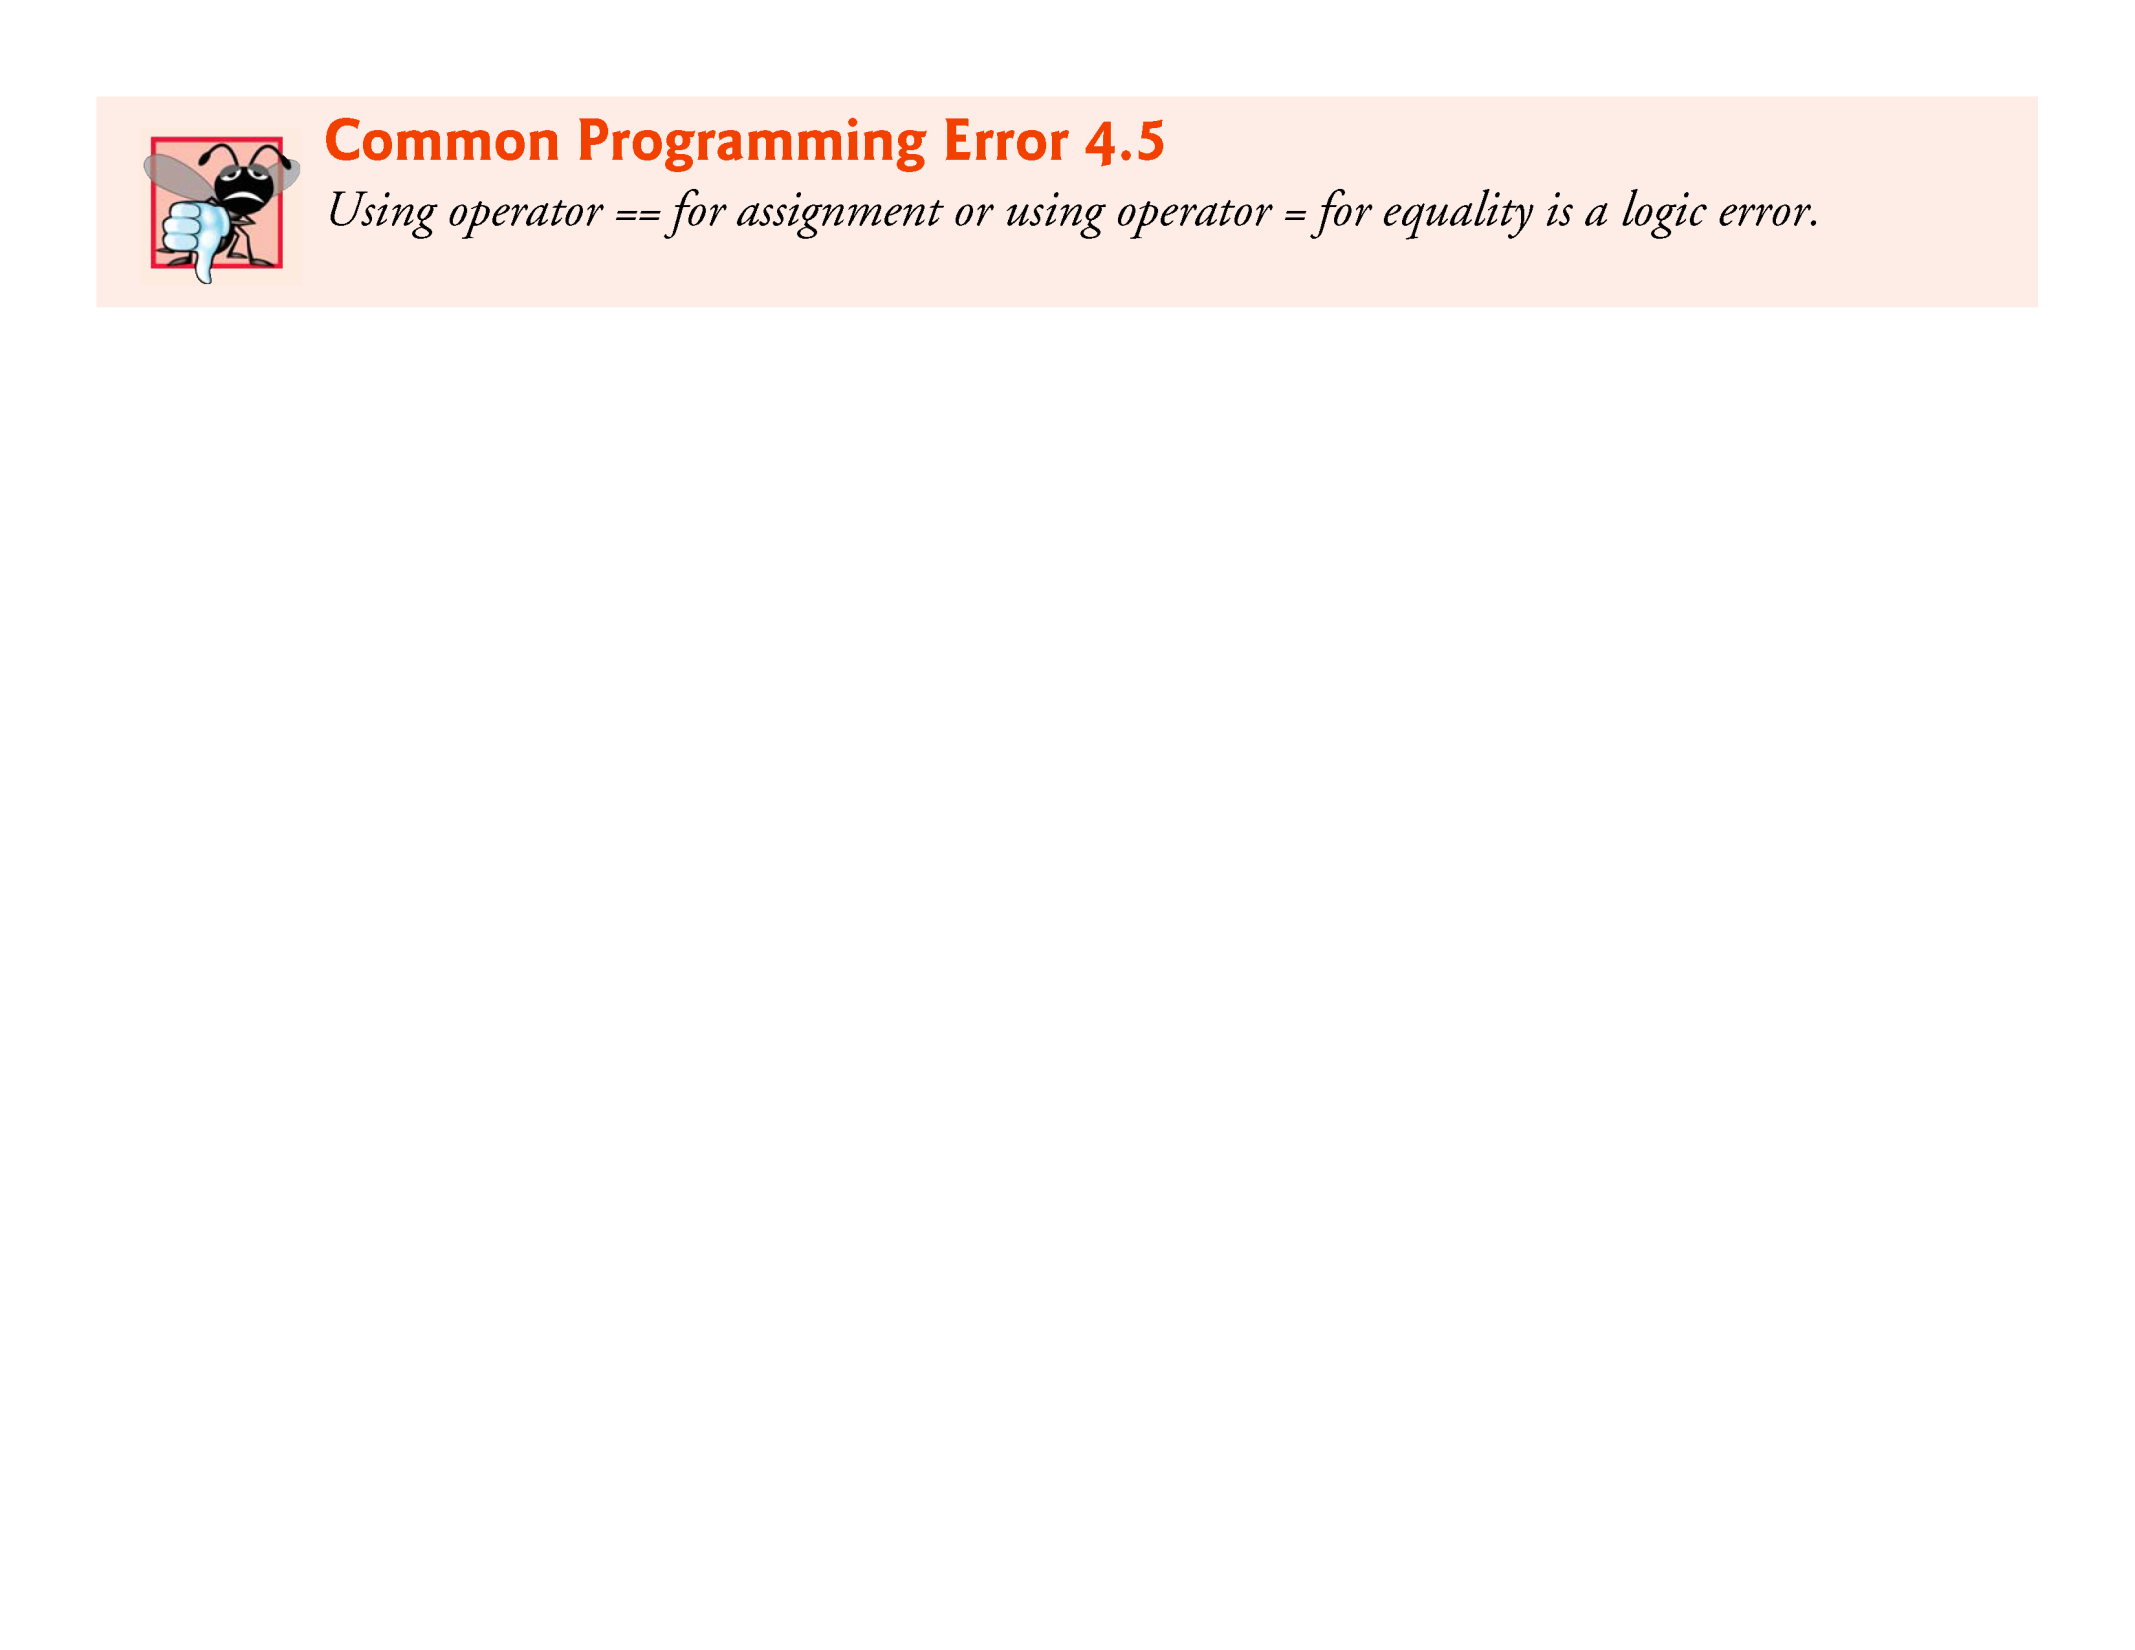 Common Programming Error 4.5
Using operator == for assignment or using operator = for equality is a logic error.